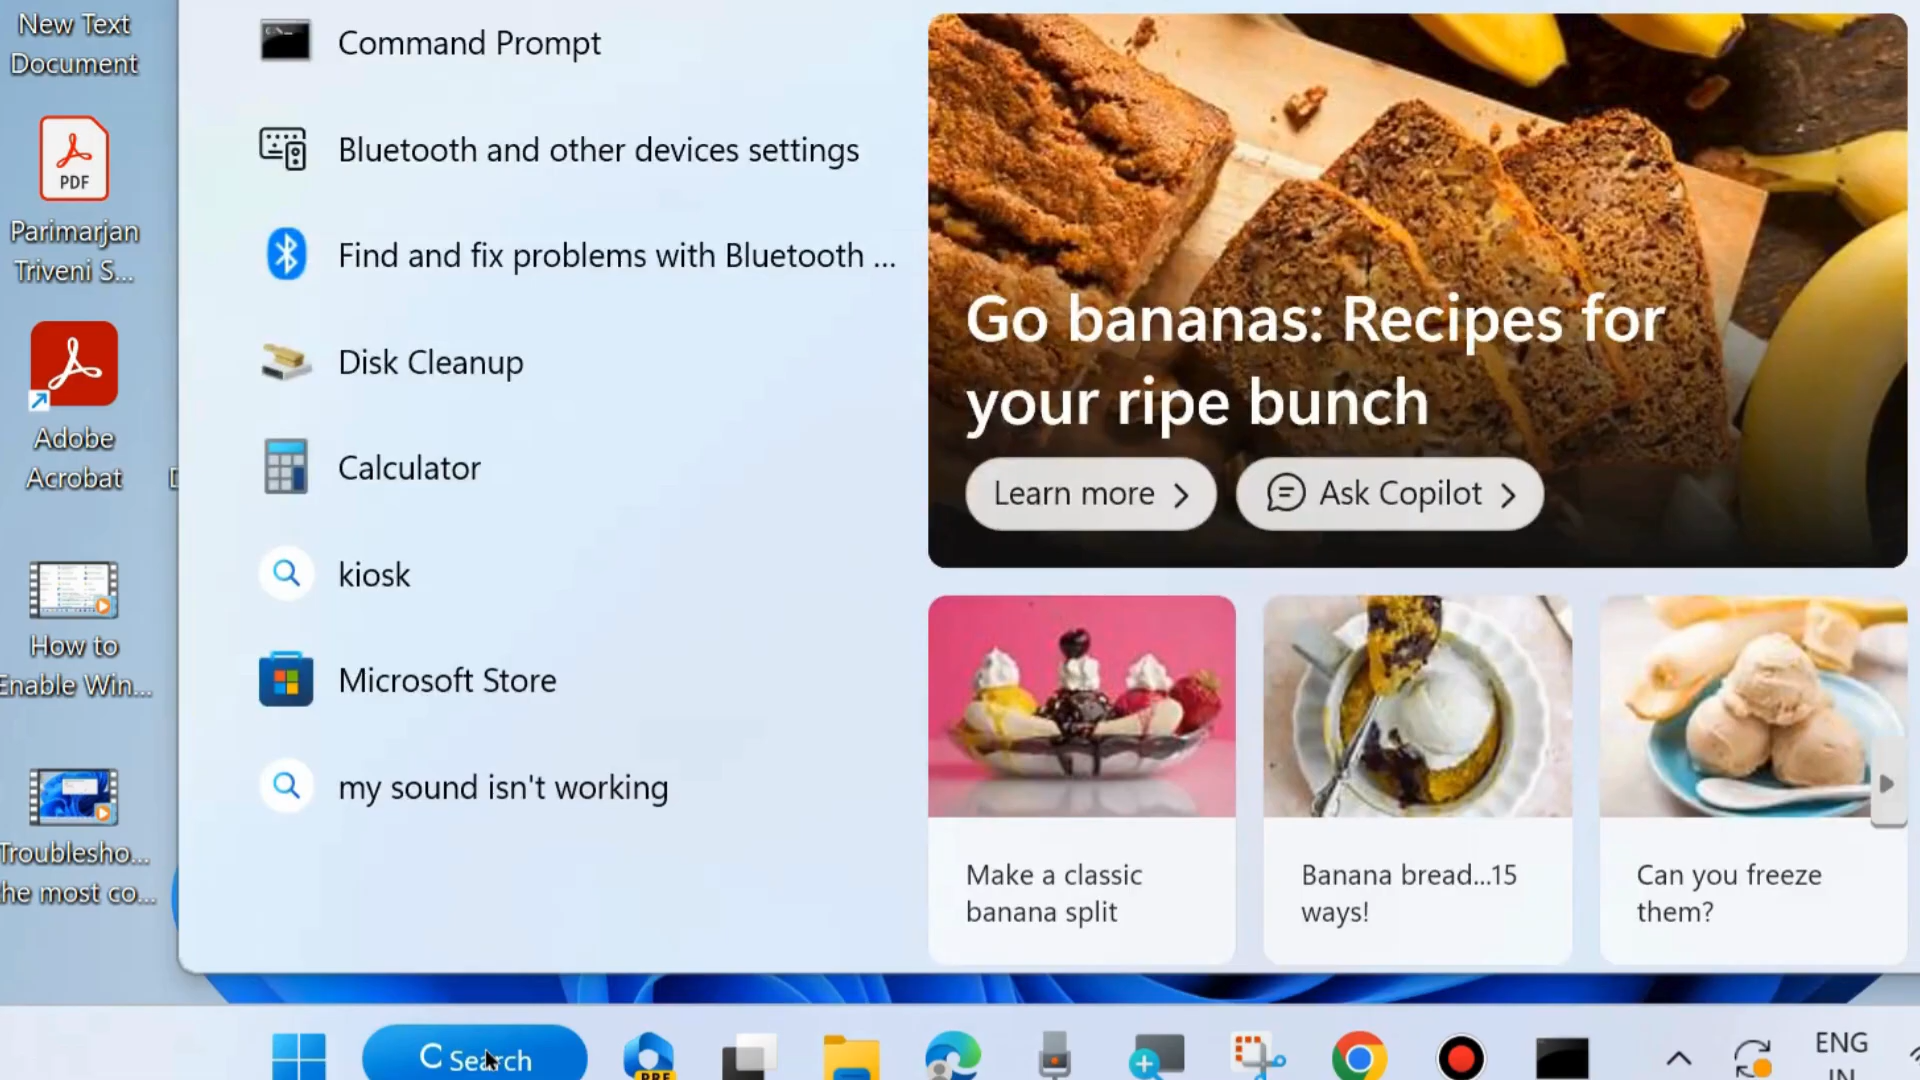 New Text
Document
PDF
Parimarjan
Triveni S...
Adobe
Acrobat
How to
Enable Win...
Troublesho...
he most co...
Command Prompt
Bluetooth and other devices settings
Find and fix problems with Bluetooth ...
Disk Cleanup
Calculator
kiosk
Microsoft Store
my sound isn't working
Go bananas: Recipes for
your ripe bunch
Learn more
Ask Copilot
Make a classic
banana split
Banana bread...15
ways!
Can you freeze
them?
Search
PRE
ENG
IN